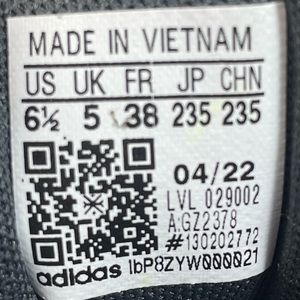 MADE IN VIETNAM
US UK FR JP CHN
6½ 5 38 235 235
04/22
LVL 029002
A:GZ2378
#130202772
adidas IbP8ZYW000021